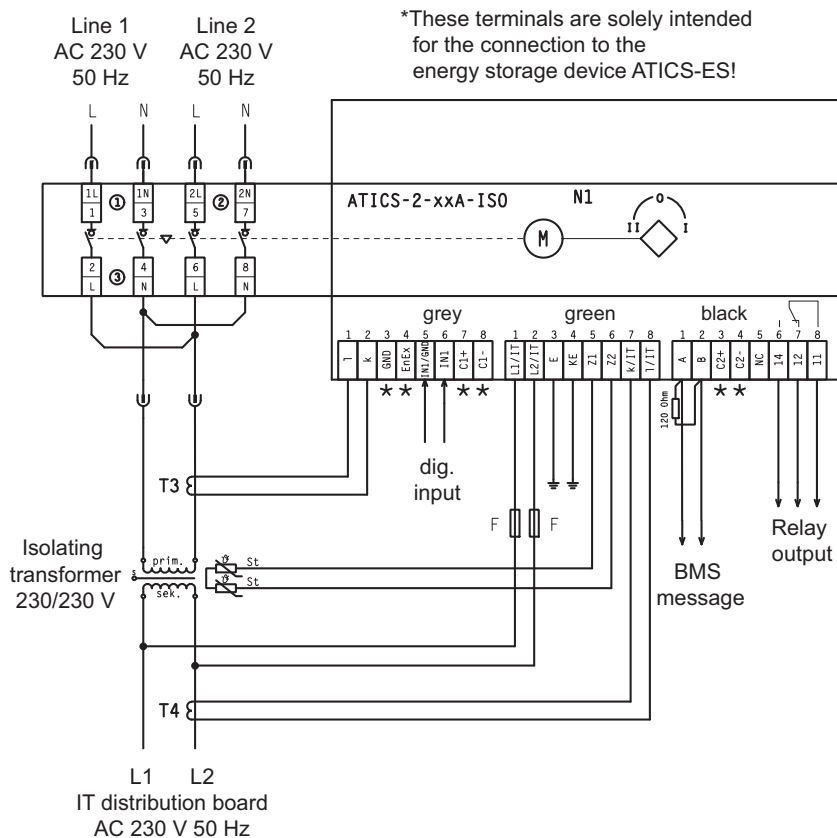 *These terminals are solely intended
for the connection to the
energy storage device ATICS-ES!
Line 1
AC 230 V
50 Hz
Line 2
AC 230 V
50 Hz
L N L N
1L 1N 2L 2N
1 ① 3 5 ② 7
ATICS-2-xxA-ISO N1
II O I
M
2 ③ 4 6 8
L N L N
grey green black
1 2 3 4 5 6 7 8
l k GND EnEx IN1/GND IN1 C1+ C1-
* * * *
1 2 3 4 5 6 7 8
L1/IT L2/IT E KE Z1 Z2 k/IT l/IT
1 2 3 4 5 6 7 8
A B C2+ C2- NC 14 12 11
* *
120 Ohm
dig.
input
T3
F F
Relay
output
BMS
message
Isolating
transformer
230/230 V
s
prim.
sek.
ϑ St
ϑ St
T4
L1 L2
IT distribution board
AC 230 V 50 Hz